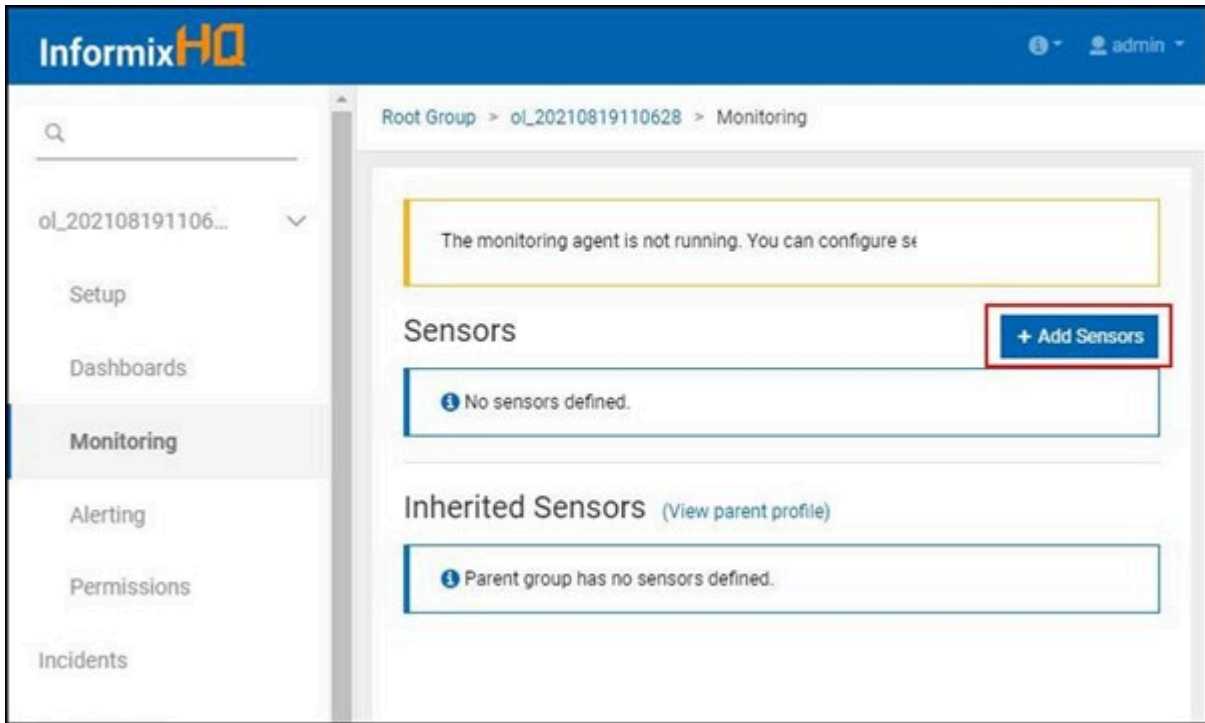 InformixHQ
admin
Root Group > ol_20210819110628 > Monitoring
ol_202108191106...
Setup
Dashboards
Monitoring
Alerting
Permissions
Incidents
The monitoring agent is not running. You can configure se
Sensors
+ Add Sensors
No sensors defined.
Inherited Sensors (View parent profile)
Parent group has no sensors defined.